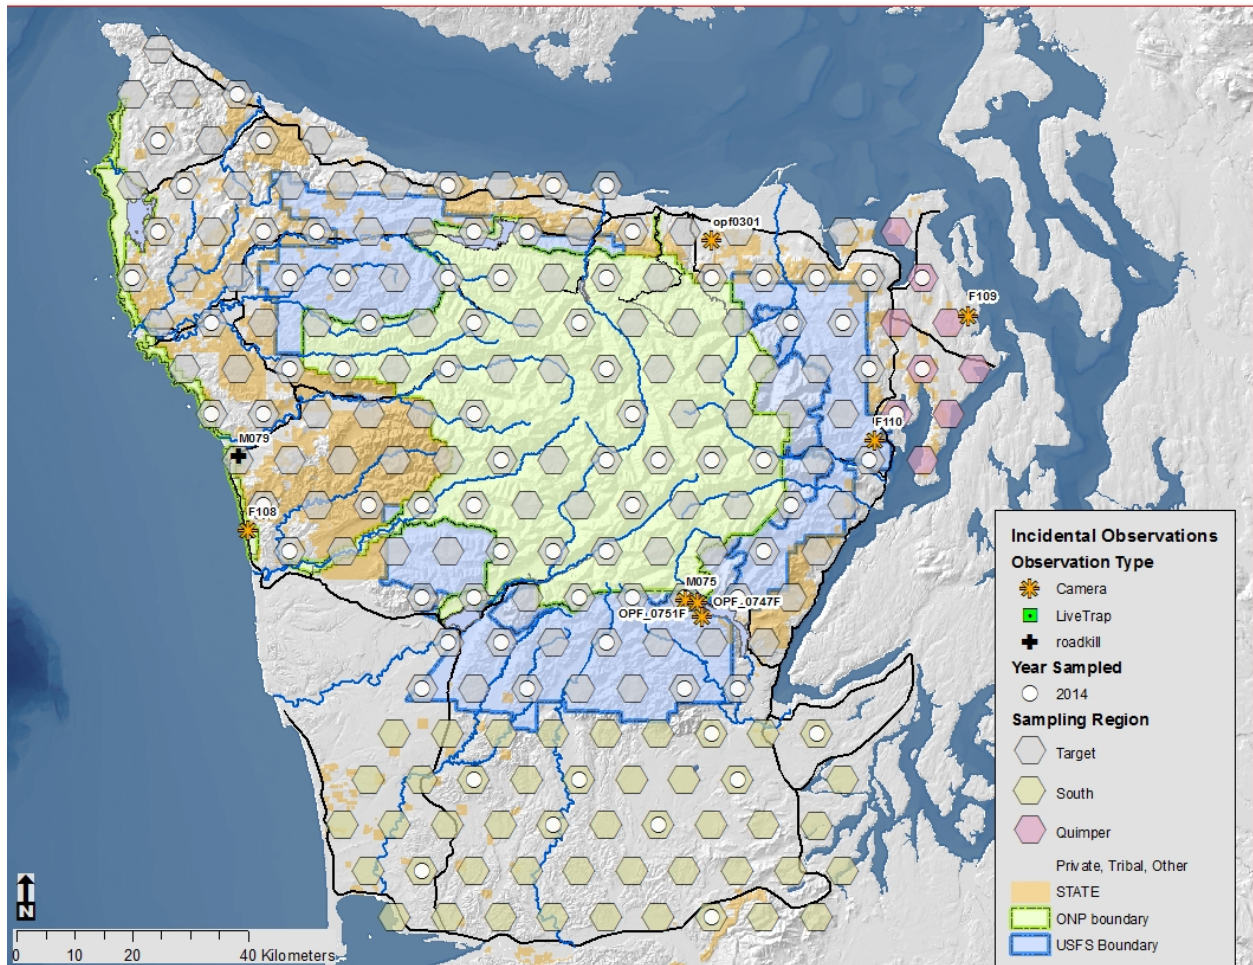 opf0301
F109
F110
M079
F108
M075
OPF_0747F
OPF_0751F
Incidental Observations
Observation Type
Camera
LiveTrap
roadkill
Year Sampled
2014
Sampling Region
Target
South
Quimper
Private, Tribal, Other
STATE
ONP boundary
USFS Boundary
N
0 10 20 40 Kilometers